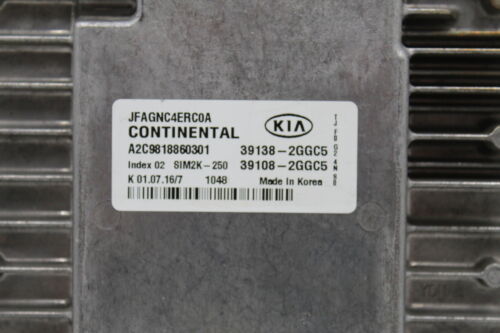 JFAGNC4ERC0A
CONTINENTAL KIA
A2C9818860301 39138-2GGC5
Index 02 SIM2K-250 39108-2GGC5
K 01.07.16/7 1048 Made in Korea